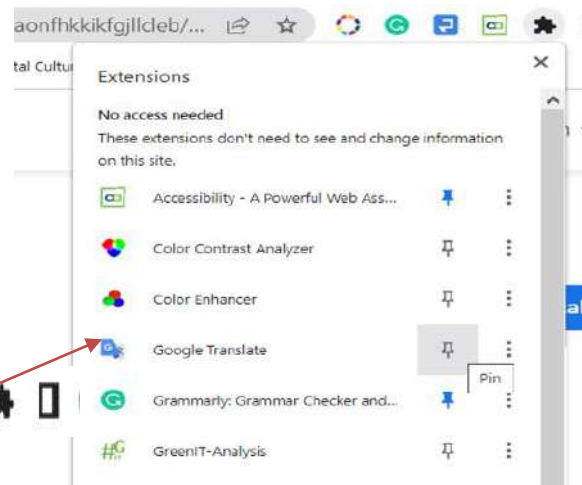 aonfhkkikfgjllcleb/...
tal Cultu
Extensions
No access needed
These extensions don't need to see and change information
on this site.
Accessibility - A Powerful Web Ass...
Color Contrast Analyzer
Color Enhancer
Google Translate
Pin
Grammarly: Grammar Checker and...
GreenIT-Analysis